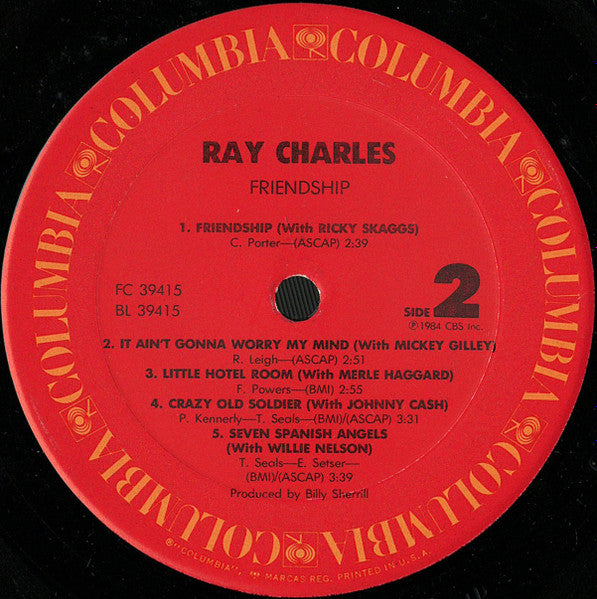 COLUMBIA COLUMBIA COLUMBIA COLUMBIA COLUMBIA COLUMBIA
RAY CHARLES
FRIENDSHIP
1. FRIENDSHIP (With RICKY SKAGGS)
C. Porter—(ASCAP) 2:39
FC 39415
BL 39415
SIDE 2
℗ 1984 CBS Inc.
2. IT AIN'T GONNA WORRY MY MIND (With MICKEY GILLEY)
R. Leigh—(ASCAP) 2:51
3. LITTLE HOTEL ROOM (With MERLE HAGGARD)
F. Powers—(BMI) 2:55
4. CRAZY OLD SOLDIER (With JOHNNY CASH)
P. Kennerly—T. Seals—(BMI)/(ASCAP) 3:31
5. SEVEN SPANISH ANGELS
(With WILLIE NELSON)
T. Seals—E. Setser—
(BMI)/(ASCAP) 3:39
Produced by Billy Sherrill
® "COLUMBIA", MARCAS REG. PRINTED IN U.S.A.